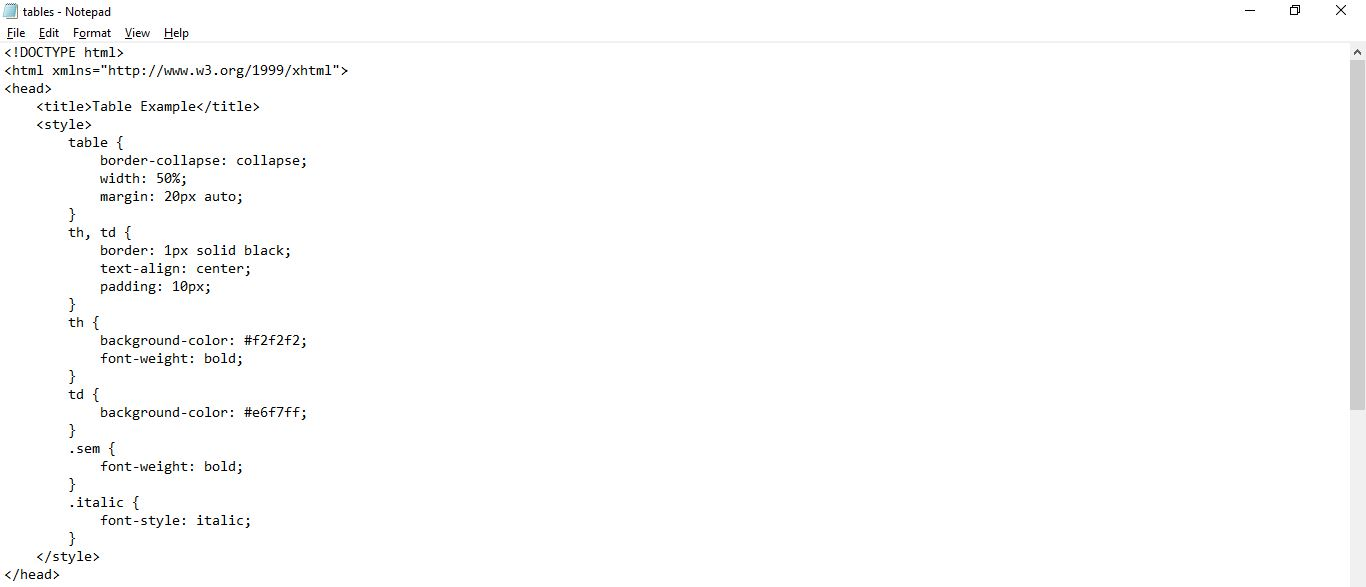 tables - Notepad
File Edit Format View Help
<!DOCTYPE html>
<html xmlns="http://www.w3.org/1999/xhtml">
<head>
    <title>Table Example</title>
    <style>
        table {
            border-collapse: collapse;
            width: 50%;
            margin: 20px auto;
        }
        th, td {
            border: 1px solid black;
            text-align: center;
            padding: 10px;
        }
        th {
            background-color: #f2f2f2;
            font-weight: bold;
        }
        td {
            background-color: #e6f7ff;
        }
        .sem {
            font-weight: bold;
        }
        .italic {
            font-style: italic;
        }
    </style>
</head>